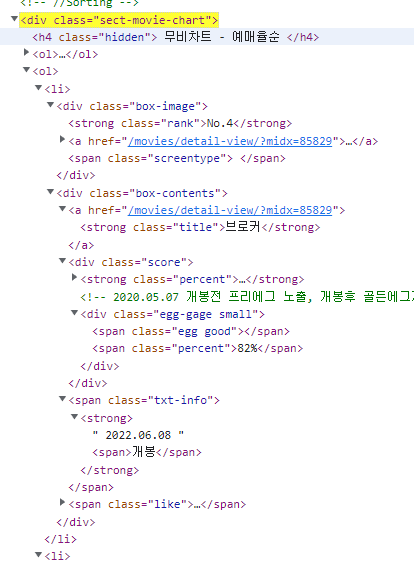 <!-- //Sorting -->
<div class="sect-movie-chart">
<h4 class="hidden"> 무비차트 - 예매율순 </h4>
<ol>…</ol>
<ol>
<li>
<div class="box-image">
<strong class="rank">No.4</strong>
<a href="/movies/detail-view/?midx=85829">…</a>
<span class="screentype"> </span>
</div>
<div class="box-contents">
<a href="/movies/detail-view/?midx=85829">
<strong class="title">브로커</strong>
</a>
<div class="score">
<strong class="percent">…</strong>
<!-- 2020.05.07 개봉전 프리에그 노출, 개봉후 골든에그
<div class="egg-gage small">
<span class="egg good"></span>
<span class="percent">82%</span>
</div>
</div>
<span class="txt-info">
<strong>
" 2022.06.08 "
<span>개봉</span>
</strong>
</span>
<span class="like">…</span>
</div>
</li>
<li>